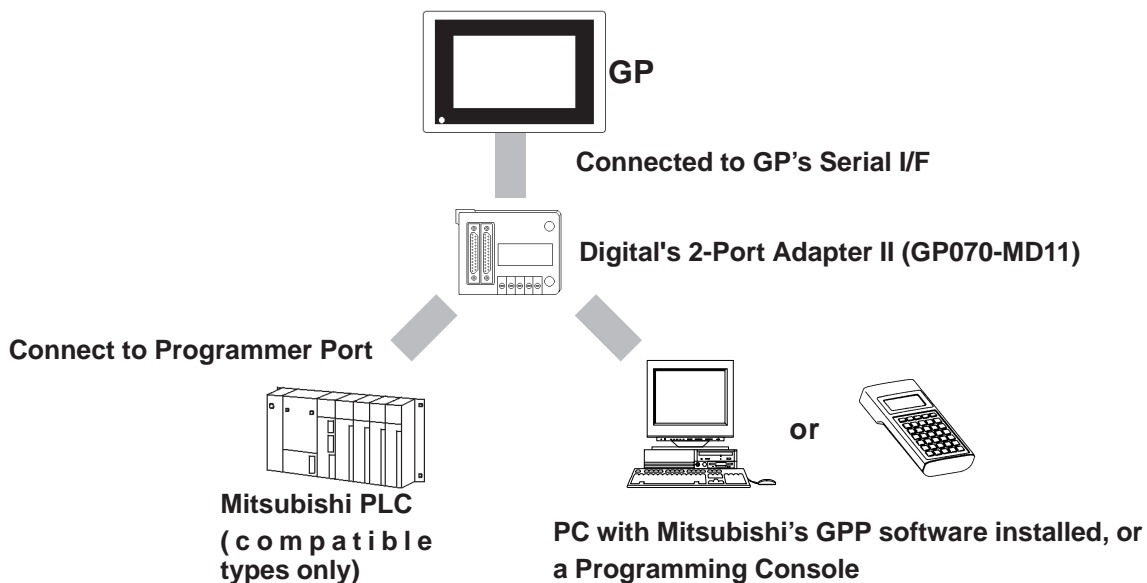 GP
Connected to GP's Serial I/F
Digital's 2-Port Adapter II (GP070-MD11)
Connect to Programmer Port
or
Mitsubishi PLC
(compatible
types only)
PC with Mitsubishi's GPP software installed, or
a Programming Console